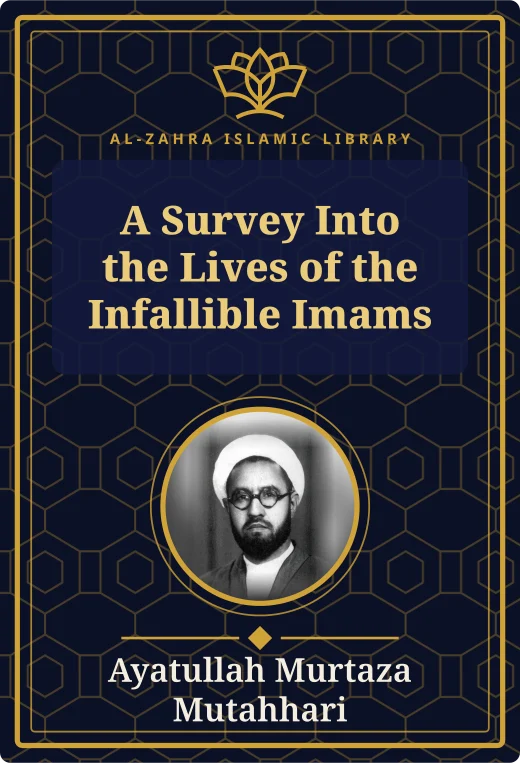 AL-ZAHRA ISLAMIC LIBRARY
A Survey Into
the Lives of the
Infallible Imams
Ayatullah Murtaza
Mutahhari